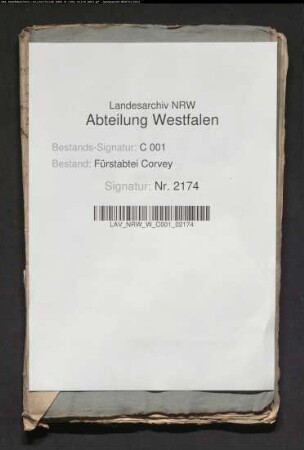 Landesarchiv NRW
Abteilung Westfalen
Bestands-Signatur: C 001
Bestand: Fürstabtei Corvey
Signatur: Nr. 2174
LAV_NRW_W_C001_02174